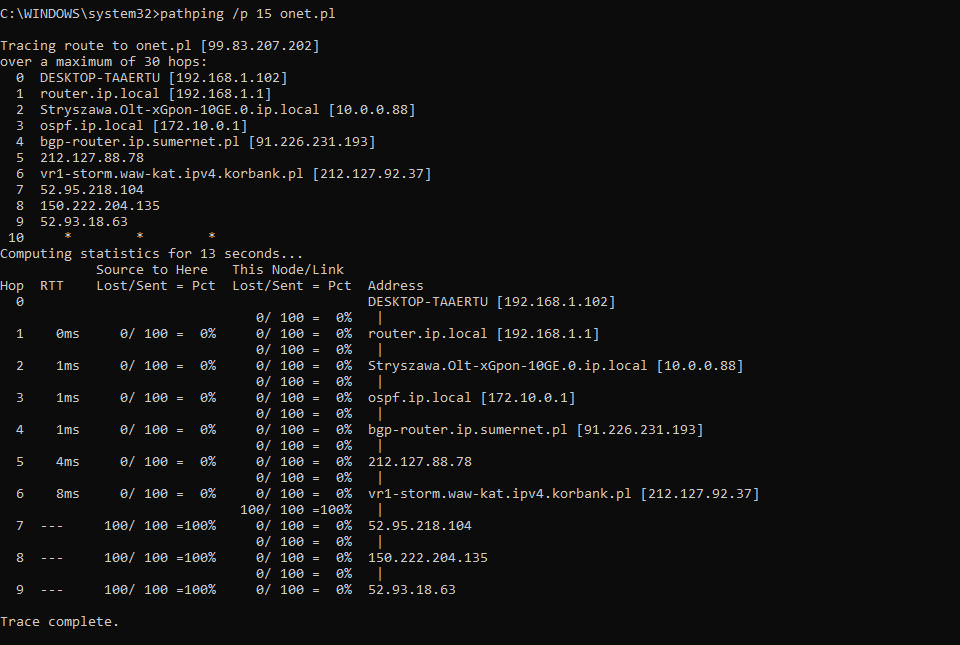 C:\WINDOWS\system32>pathping /p 15 onet.pl

Tracing route to onet.pl [99.83.207.202]
over a maximum of 30 hops:
  0  DESKTOP-TAAERTU [192.168.1.102]
  1  router.ip.local [192.168.1.1]
  2  Stryszawa.Olt-xGpon-10GE.0.ip.local [10.0.0.88]
  3  ospf.ip.local [172.10.0.1]
  4  bgp-router.ip.sumernet.pl [91.226.231.193]
  5  212.127.88.78
  6  vr1-storm.waw-kat.ipv4.korbank.pl [212.127.92.37]
  7  52.95.218.104
  8  150.222.204.135
  9  52.93.18.63
 10     *        *        *
Computing statistics for 13 seconds...
            Source to Here   This Node/Link
Hop  RTT    Lost/Sent = Pct  Lost/Sent = Pct  Address
  0                                           DESKTOP-TAAERTU [192.168.1.102]
                                0/ 100 =  0%   |
  1    0ms     0/ 100 =  0%     0/ 100 =  0%  router.ip.local [192.168.1.1]
                                0/ 100 =  0%   |
  2    1ms     0/ 100 =  0%     0/ 100 =  0%  Stryszawa.Olt-xGpon-10GE.0.ip.local [10.0.0.88]
                                0/ 100 =  0%   |
  3    1ms     0/ 100 =  0%     0/ 100 =  0%  ospf.ip.local [172.10.0.1]
                                0/ 100 =  0%   |
  4    1ms     0/ 100 =  0%     0/ 100 =  0%  bgp-router.ip.sumernet.pl [91.226.231.193]
                                0/ 100 =  0%   |
  5    4ms     0/ 100 =  0%     0/ 100 =  0%  212.127.88.78
                                0/ 100 =  0%   |
  6    8ms     0/ 100 =  0%     0/ 100 =  0%  vr1-storm.waw-kat.ipv4.korbank.pl [212.127.92.37]
                              100/ 100 =100%   |
  7  ---     100/ 100 =100%     0/ 100 =  0%  52.95.218.104
                                0/ 100 =  0%   |
  8  ---     100/ 100 =100%     0/ 100 =  0%  150.222.204.135
                                0/ 100 =  0%   |
  9  ---     100/ 100 =100%     0/ 100 =  0%  52.93.18.63

Trace complete.